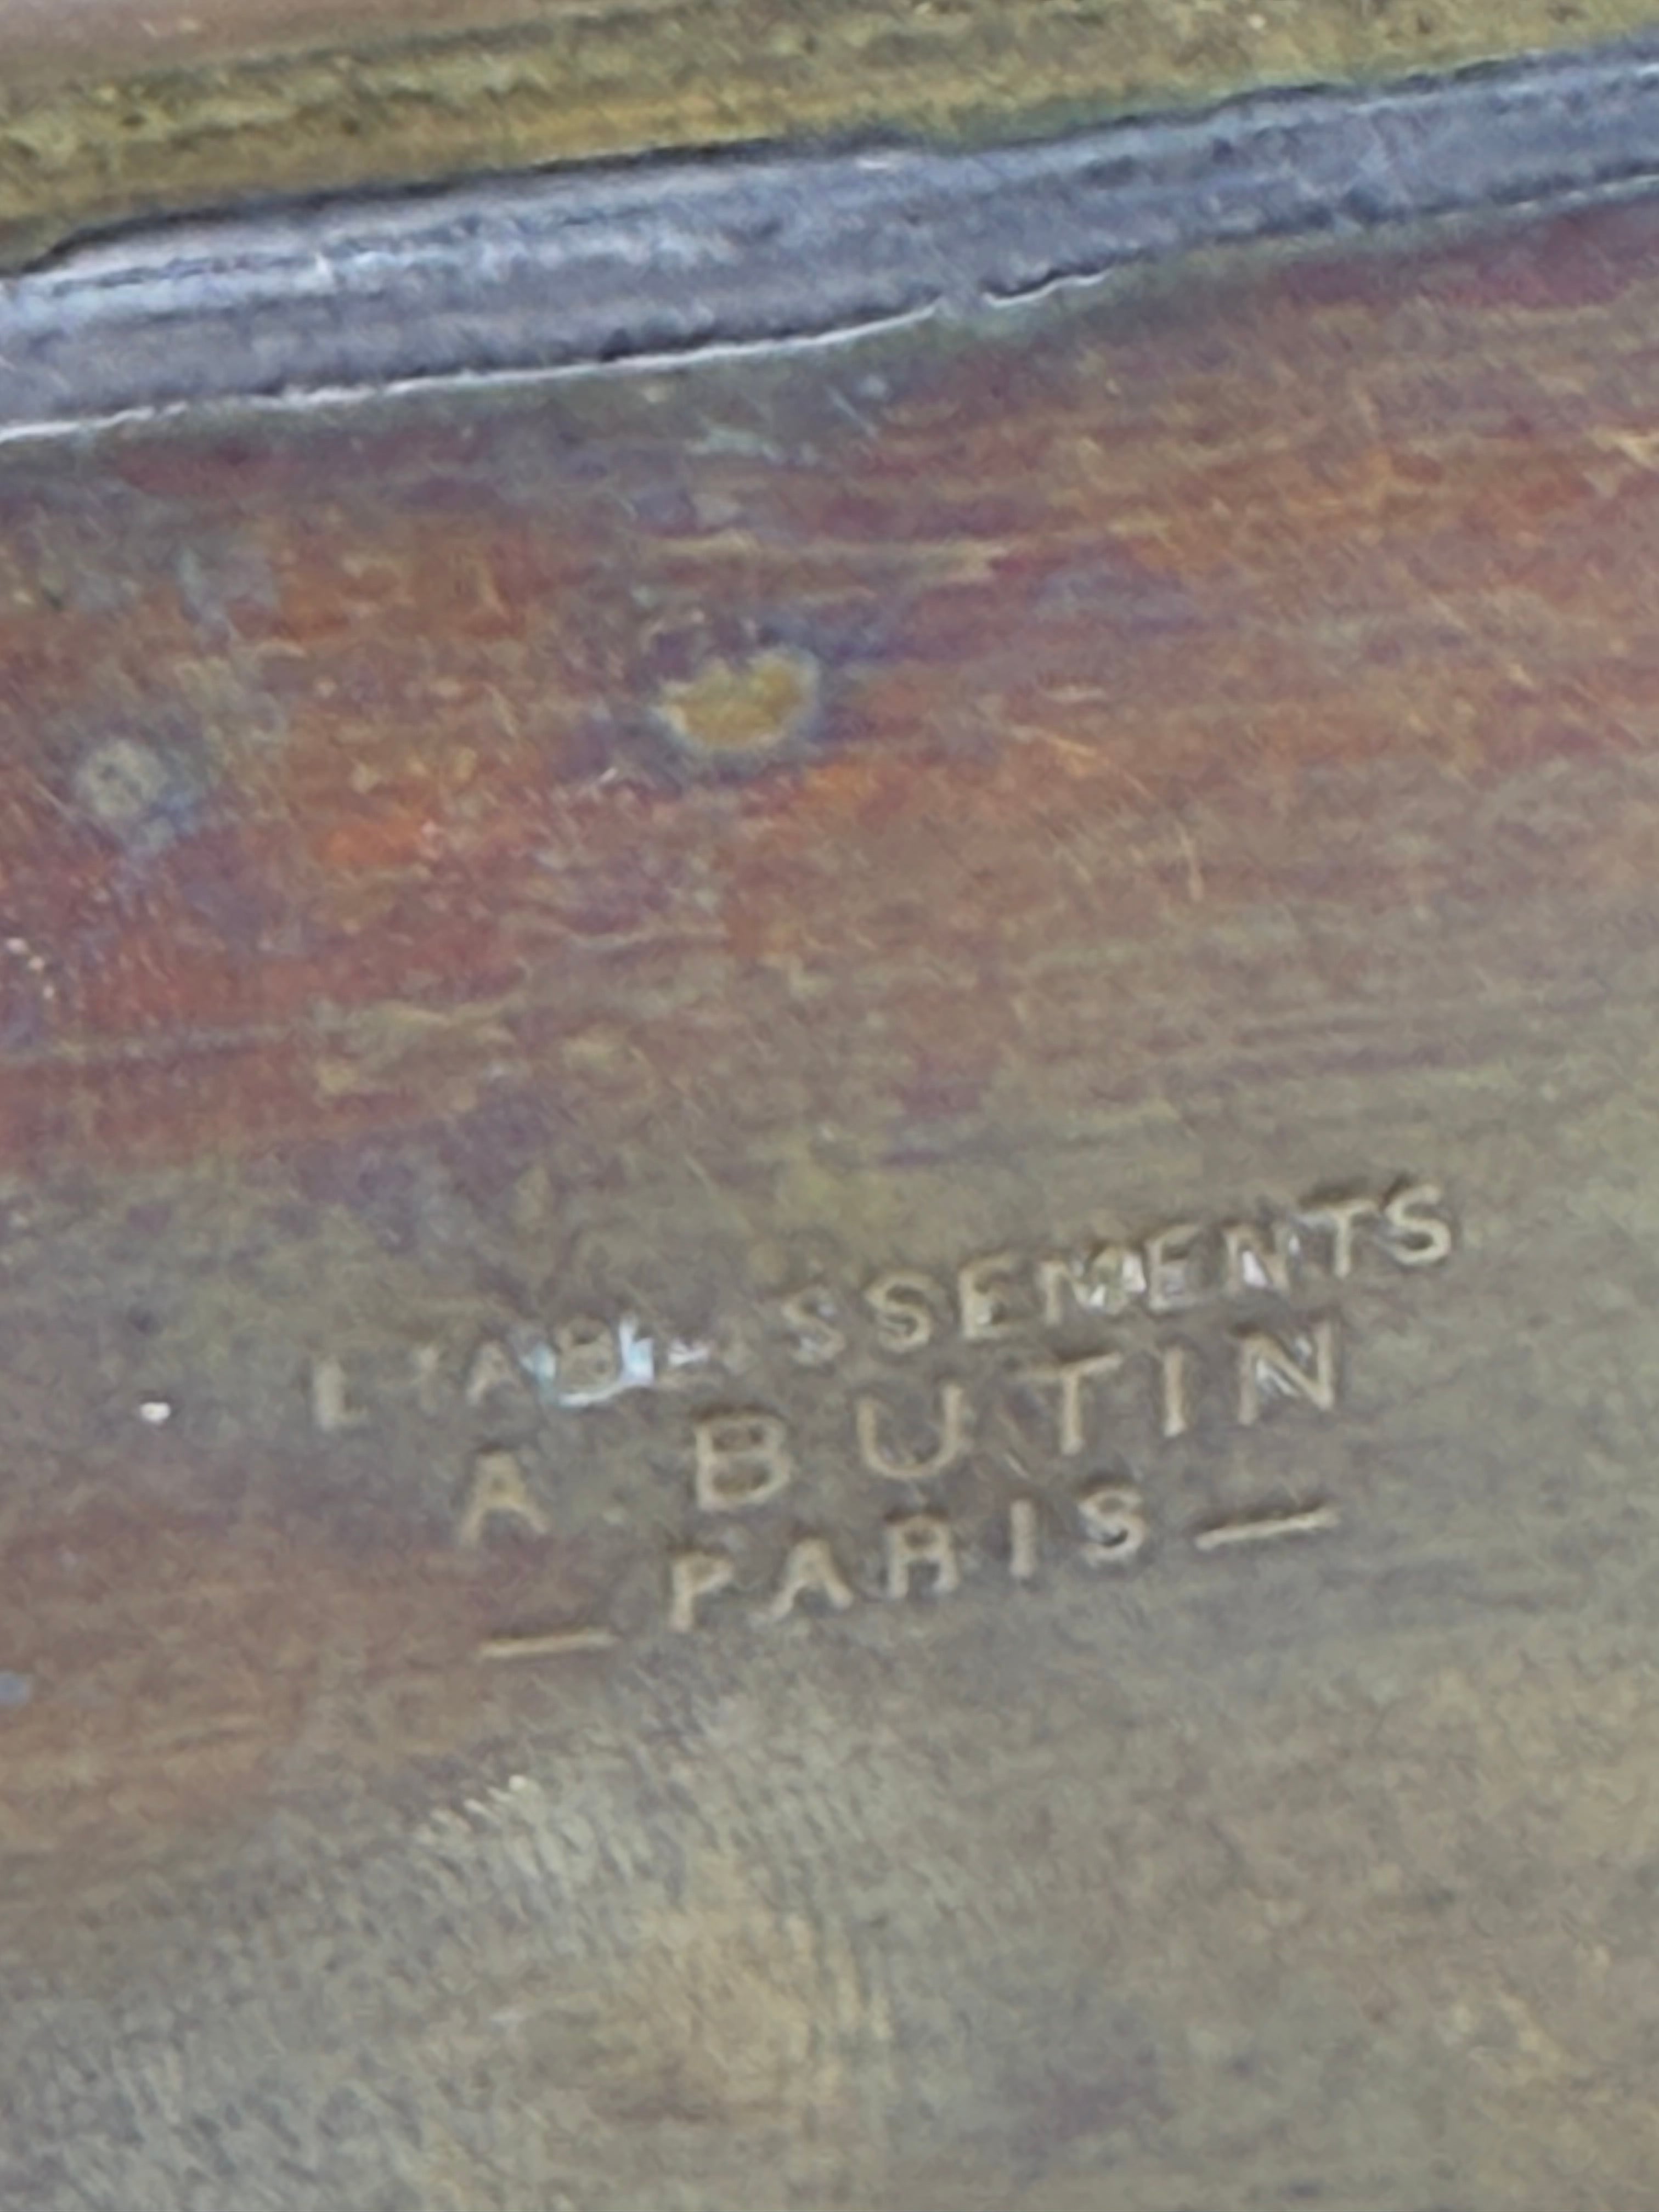 ETABLISSEMENTS
A. BUTIN
— PARIS —